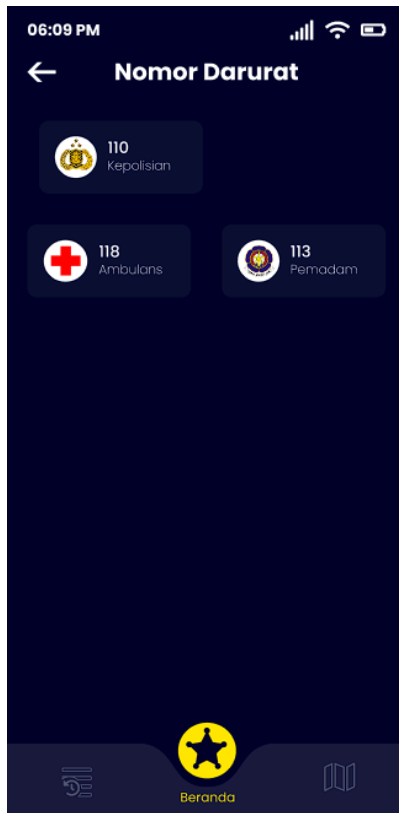 06:09 PM
Nomor Darurat
110
Kepolisian
118
Ambulans
113
Pemadam
Beranda